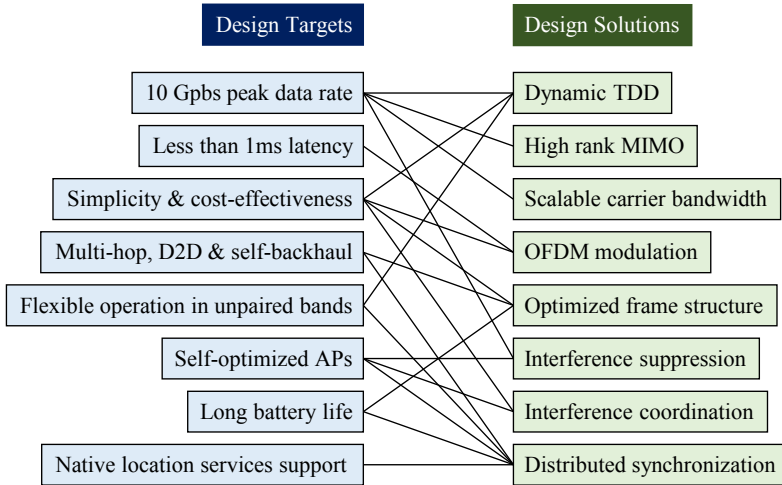 Design Targets
Design Solutions
10 Gpbs peak data rate
Dynamic TDD
Less than 1ms latency
High rank MIMO
Simplicity & cost-effectiveness
Scalable carrier bandwidth
Multi-hop, D2D & self-backhaul
OFDM modulation
Flexible operation in unpaired bands
Optimized frame structure
Self-optimized APs
Interference suppression
Long battery life
Interference coordination
Native location services support
Distributed synchronization